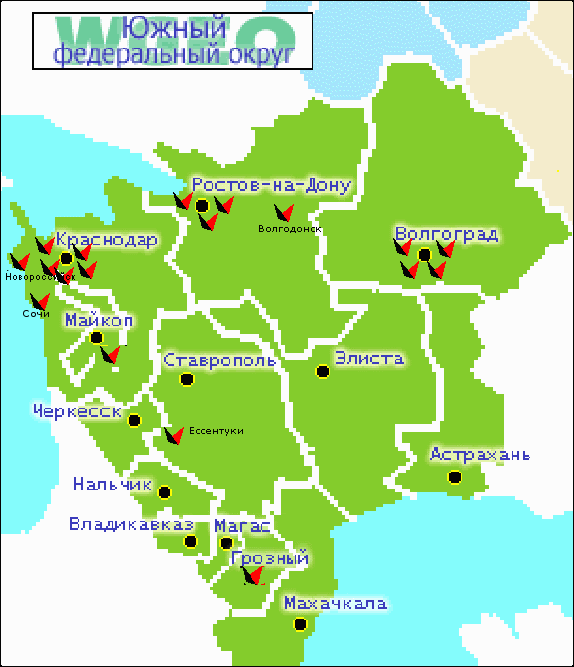 Южный
федеральный округ
Ростов-на-Дону
Волгодонск
Волгоград
Краснодар
Новороссийск
Сочи
Майкоп
Ставрополь
Элиста
Черкесск
Ессентуки
Астрахань
Нальчик
Владикавказ
Магас
Грозный
Махачкала